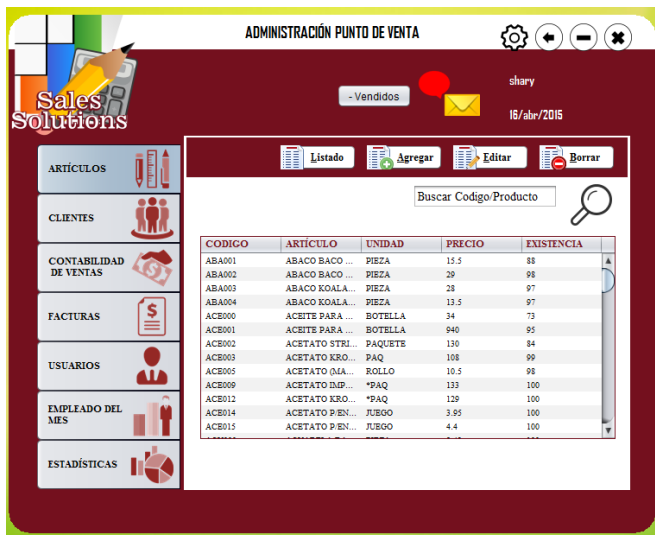 ADMINISTRACIÓN PUNTO DE VENTA
Sales
Solutions
- Vendidos
shary
16/abr/2015
ARTÍCULOS
CLIENTES
CONTABILIDAD
DE VENTAS
FACTURAS
USUARIOS
EMPLEADO DEL
MES
ESTADÍSTICAS
Listado Agregar Editar Borrar
Buscar Codigo/Producto
CODIGO ARTÍCULO UNIDAD PRECIO EXISTENCIA
ABA001 ABACO BACO ... PIEZA 15.5 88
ABA002 ABACO BACO ... PIEZA 29 98
ABA003 ABACO KOALA... PIEZA 28 97
ABA004 ABACO KOALA... PIEZA 13.5 97
ACE000 ACEITE PARA ... BOTELLA 34 73
ACE001 ACEITE PARA ... BOTELLA 940 95
ACE002 ACETATO STRI... PAQUETE 130 84
ACE003 ACETATO KRO... PAQ 108 99
ACE005 ACETATO (MA... ROLLO 10.5 98
ACE009 ACETATO IMP... *PAQ 133 100
ACE012 ACETATO KRO... *PAQ 129 100
ACE014 ACETATO P/EN... JUEGO 3.95 100
ACE015 ACETATO P/EN... JUEGO 4.4 100